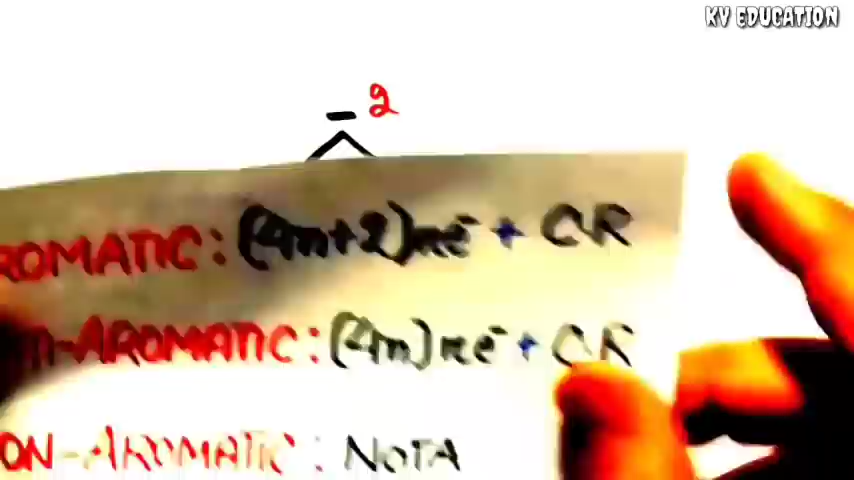 KV EDUCATION
2
ROMATIC: (4n+2)πe⁻ + CR
-AROMATIC: (4n)πe⁻ + CR
ON-AROMATIC: NOTA